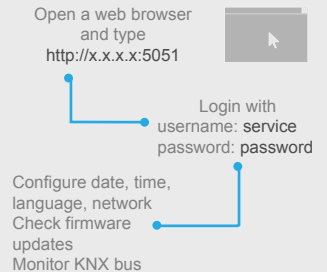 Open a web browser
and type
http://x.x.x.x:5051
Login with
username: service
password: password
Configure date, time,
language, network
Check firmware
updates
Monitor KNX bus